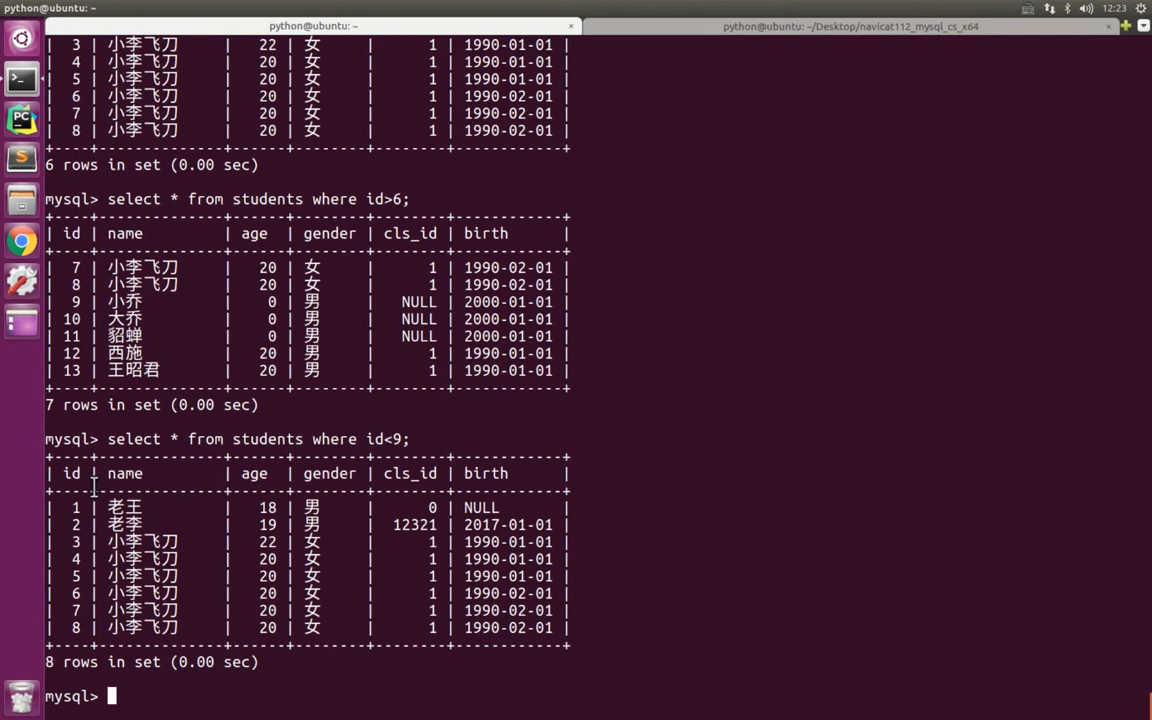 python@ubuntu: ~
12:23
python@ubuntu: ~ × python@ubuntu: ~/Desktop/navicat112_mysql_cs_x64 ×
| 3 | 小李飞刀 | 22 | 女 | 1 | 1990-01-01 |
| 4 | 小李飞刀 | 20 | 女 | 1 | 1990-01-01 |
| 5 | 小李飞刀 | 20 | 女 | 1 | 1990-01-01 |
| 6 | 小李飞刀 | 20 | 女 | 1 | 1990-02-01 |
| 7 | 小李飞刀 | 20 | 女 | 1 | 1990-02-01 |
| 8 | 小李飞刀 | 20 | 女 | 1 | 1990-02-01 |
+----+--------------+------+--------+--------+------------+
6 rows in set (0.00 sec)
mysql> select * from students where id>6;
+----+--------------+------+--------+--------+------------+
| id | name | age | gender | cls_id | birth |
+----+--------------+------+--------+--------+------------+
| 7 | 小李飞刀 | 20 | 女 | 1 | 1990-02-01 |
| 8 | 小李飞刀 | 20 | 女 | 1 | 1990-02-01 |
| 9 | 小乔 | 0 | 男 | NULL | 2000-01-01 |
| 10 | 大乔 | 0 | 男 | NULL | 2000-01-01 |
| 11 | 貂蝉 | 0 | 男 | NULL | 2000-01-01 |
| 12 | 西施 | 20 | 男 | 1 | 1990-01-01 |
| 13 | 王昭君 | 20 | 男 | 1 | 1990-01-01 |
+----+--------------+------+--------+--------+------------+
7 rows in set (0.00 sec)
mysql> select * from students where id<9;
+----+--------------+------+--------+--------+------------+
| id | name | age | gender | cls_id | birth |
+----+--------------+------+--------+--------+------------+
| 1 | 老王 | 18 | 男 | 0 | NULL |
| 2 | 老李 | 19 | 男 | 12321 | 2017-01-01 |
| 3 | 小李飞刀 | 22 | 女 | 1 | 1990-01-01 |
| 4 | 小李飞刀 | 20 | 女 | 1 | 1990-01-01 |
| 5 | 小李飞刀 | 20 | 女 | 1 | 1990-01-01 |
| 6 | 小李飞刀 | 20 | 女 | 1 | 1990-02-01 |
| 7 | 小李飞刀 | 20 | 女 | 1 | 1990-02-01 |
| 8 | 小李飞刀 | 20 | 女 | 1 | 1990-02-01 |
+----+--------------+------+--------+--------+------------+
8 rows in set (0.00 sec)
mysql>
PC
S